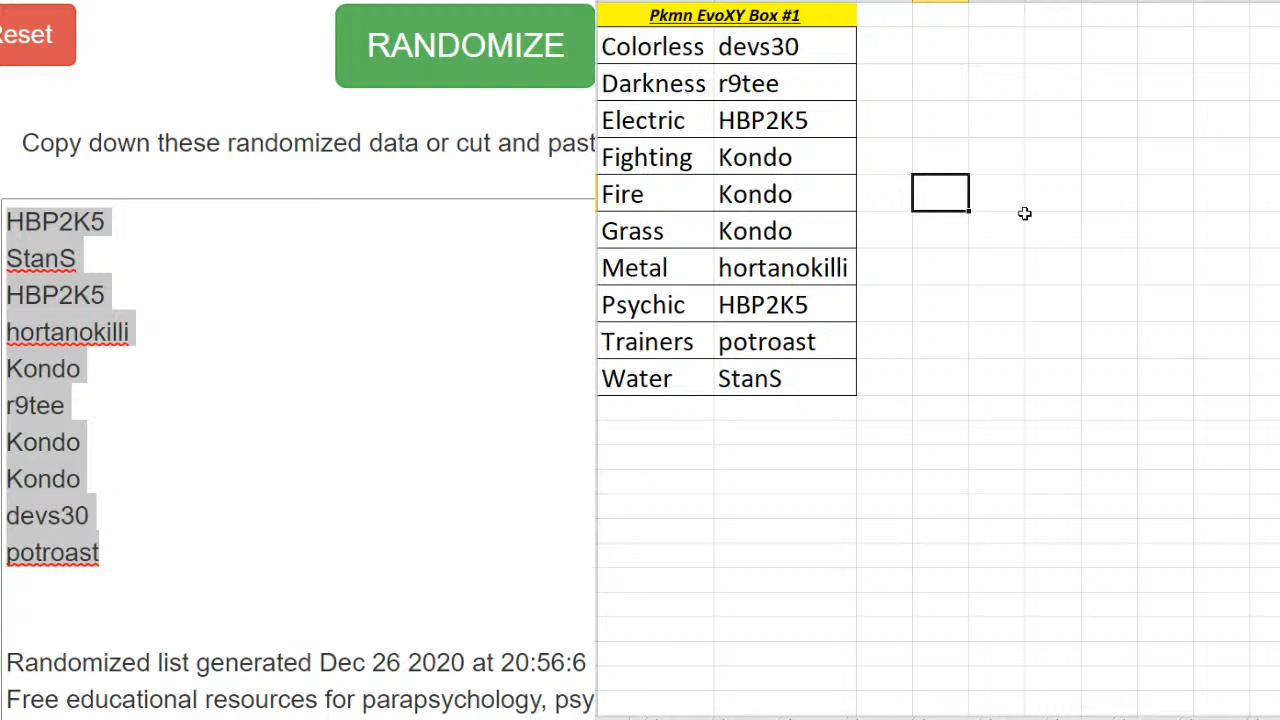 Reset
RANDOMIZE
Copy down these randomized data or cut and past
HBP2K5
StanS
HBP2K5
hortanokilli
Kondo
r9tee
Kondo
Kondo
devs30
potroast
Randomized list generated Dec 26 2020 at 20:56:6
Free educational resources for parapsychology, psy
Pkmn EvoXY Box #1
Colorless devs30
Darkness r9tee
Electric HBP2K5
Fighting Kondo
Fire Kondo
Grass Kondo
Metal hortanokilli
Psychic HBP2K5
Trainers potroast
Water StanS